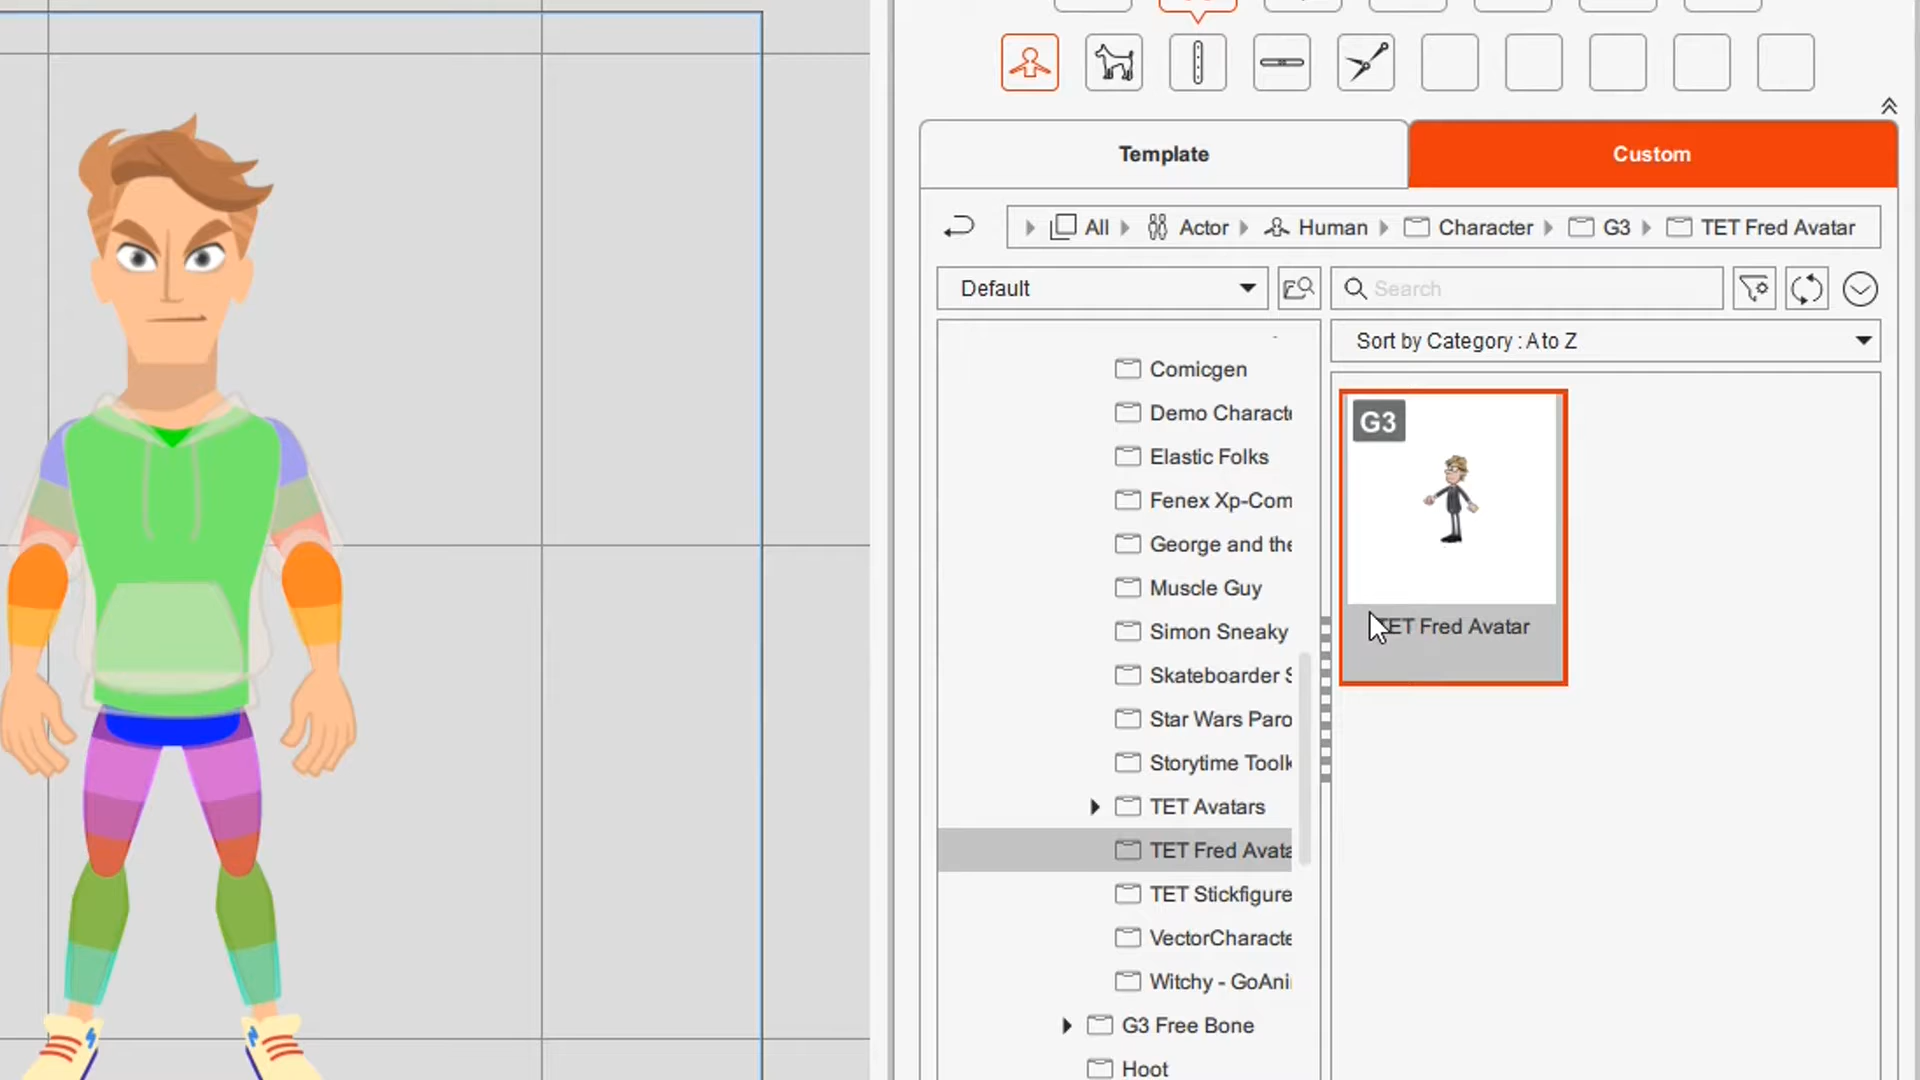 Template
Custom
All
Actor
Human
Character
G3
TET Fred Avatar
Default
Search
Sort by Category : A to Z
Comicgen
Demo Characte
Elastic Folks
Fenex Xp-Com
George and the
Muscle Guy
Simon Sneaky
Skateboarder S
Star Wars Paro
Storytime Toolk
TET Avatars
TET Fred Avata
TET Stickfigure
VectorCharacte
Witchy - GoAni
G3 Free Bone
Hoot
G3
TET Fred Avatar